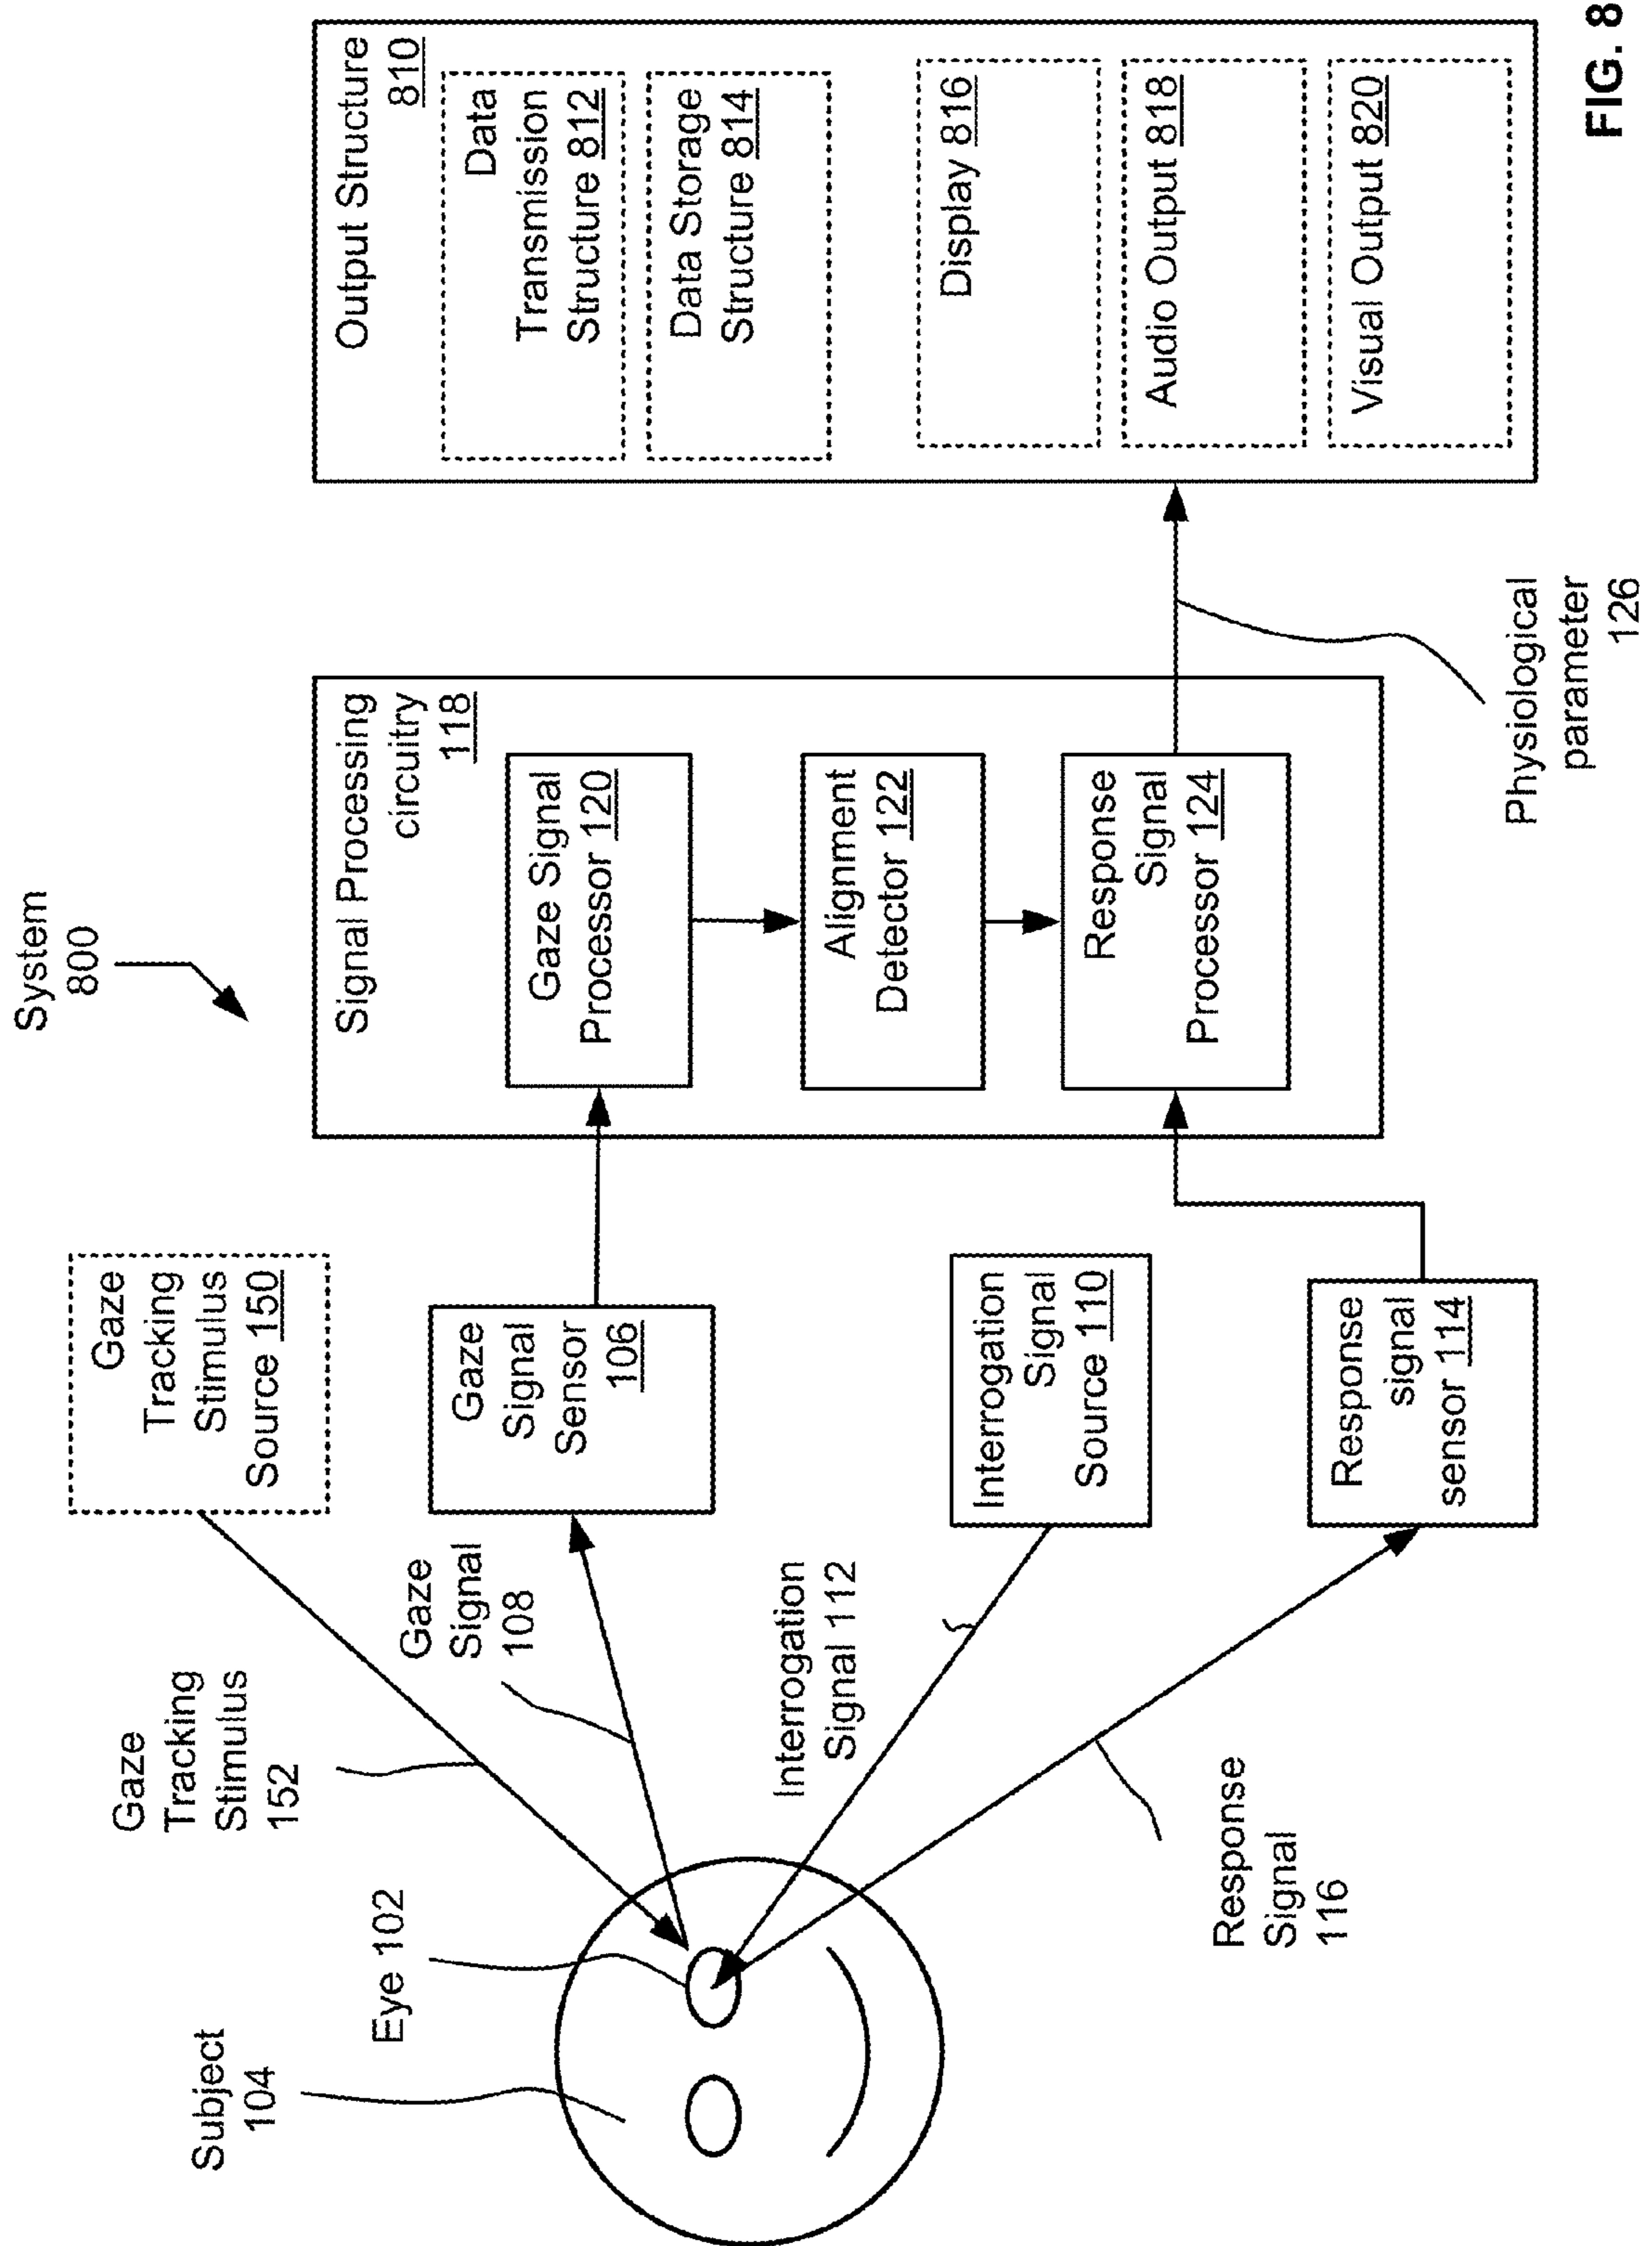 System
800
Subject
104
Eye 102
Gaze
Tracking
Stimulus
152
Gaze
Signal
108
Interrogation
Signal 112
Response
Signal
116
Gaze
Tracking
Stimulus
Source 150
Gaze
Signal
Sensor
106
Interrogation
Signal
Source 110
Response
signal
sensor 114
Signal Processing
circuitry
118
Gaze Signal
Processor 120
Alignment
Detector 122
Response
Signal
Processor 124
Physiological
parameter
126
Output Structure
810
Data
Transmission
Structure 812
Data Storage
Structure 814
Display 816
Audio Output 818
Visual Output 820
FIG. 8